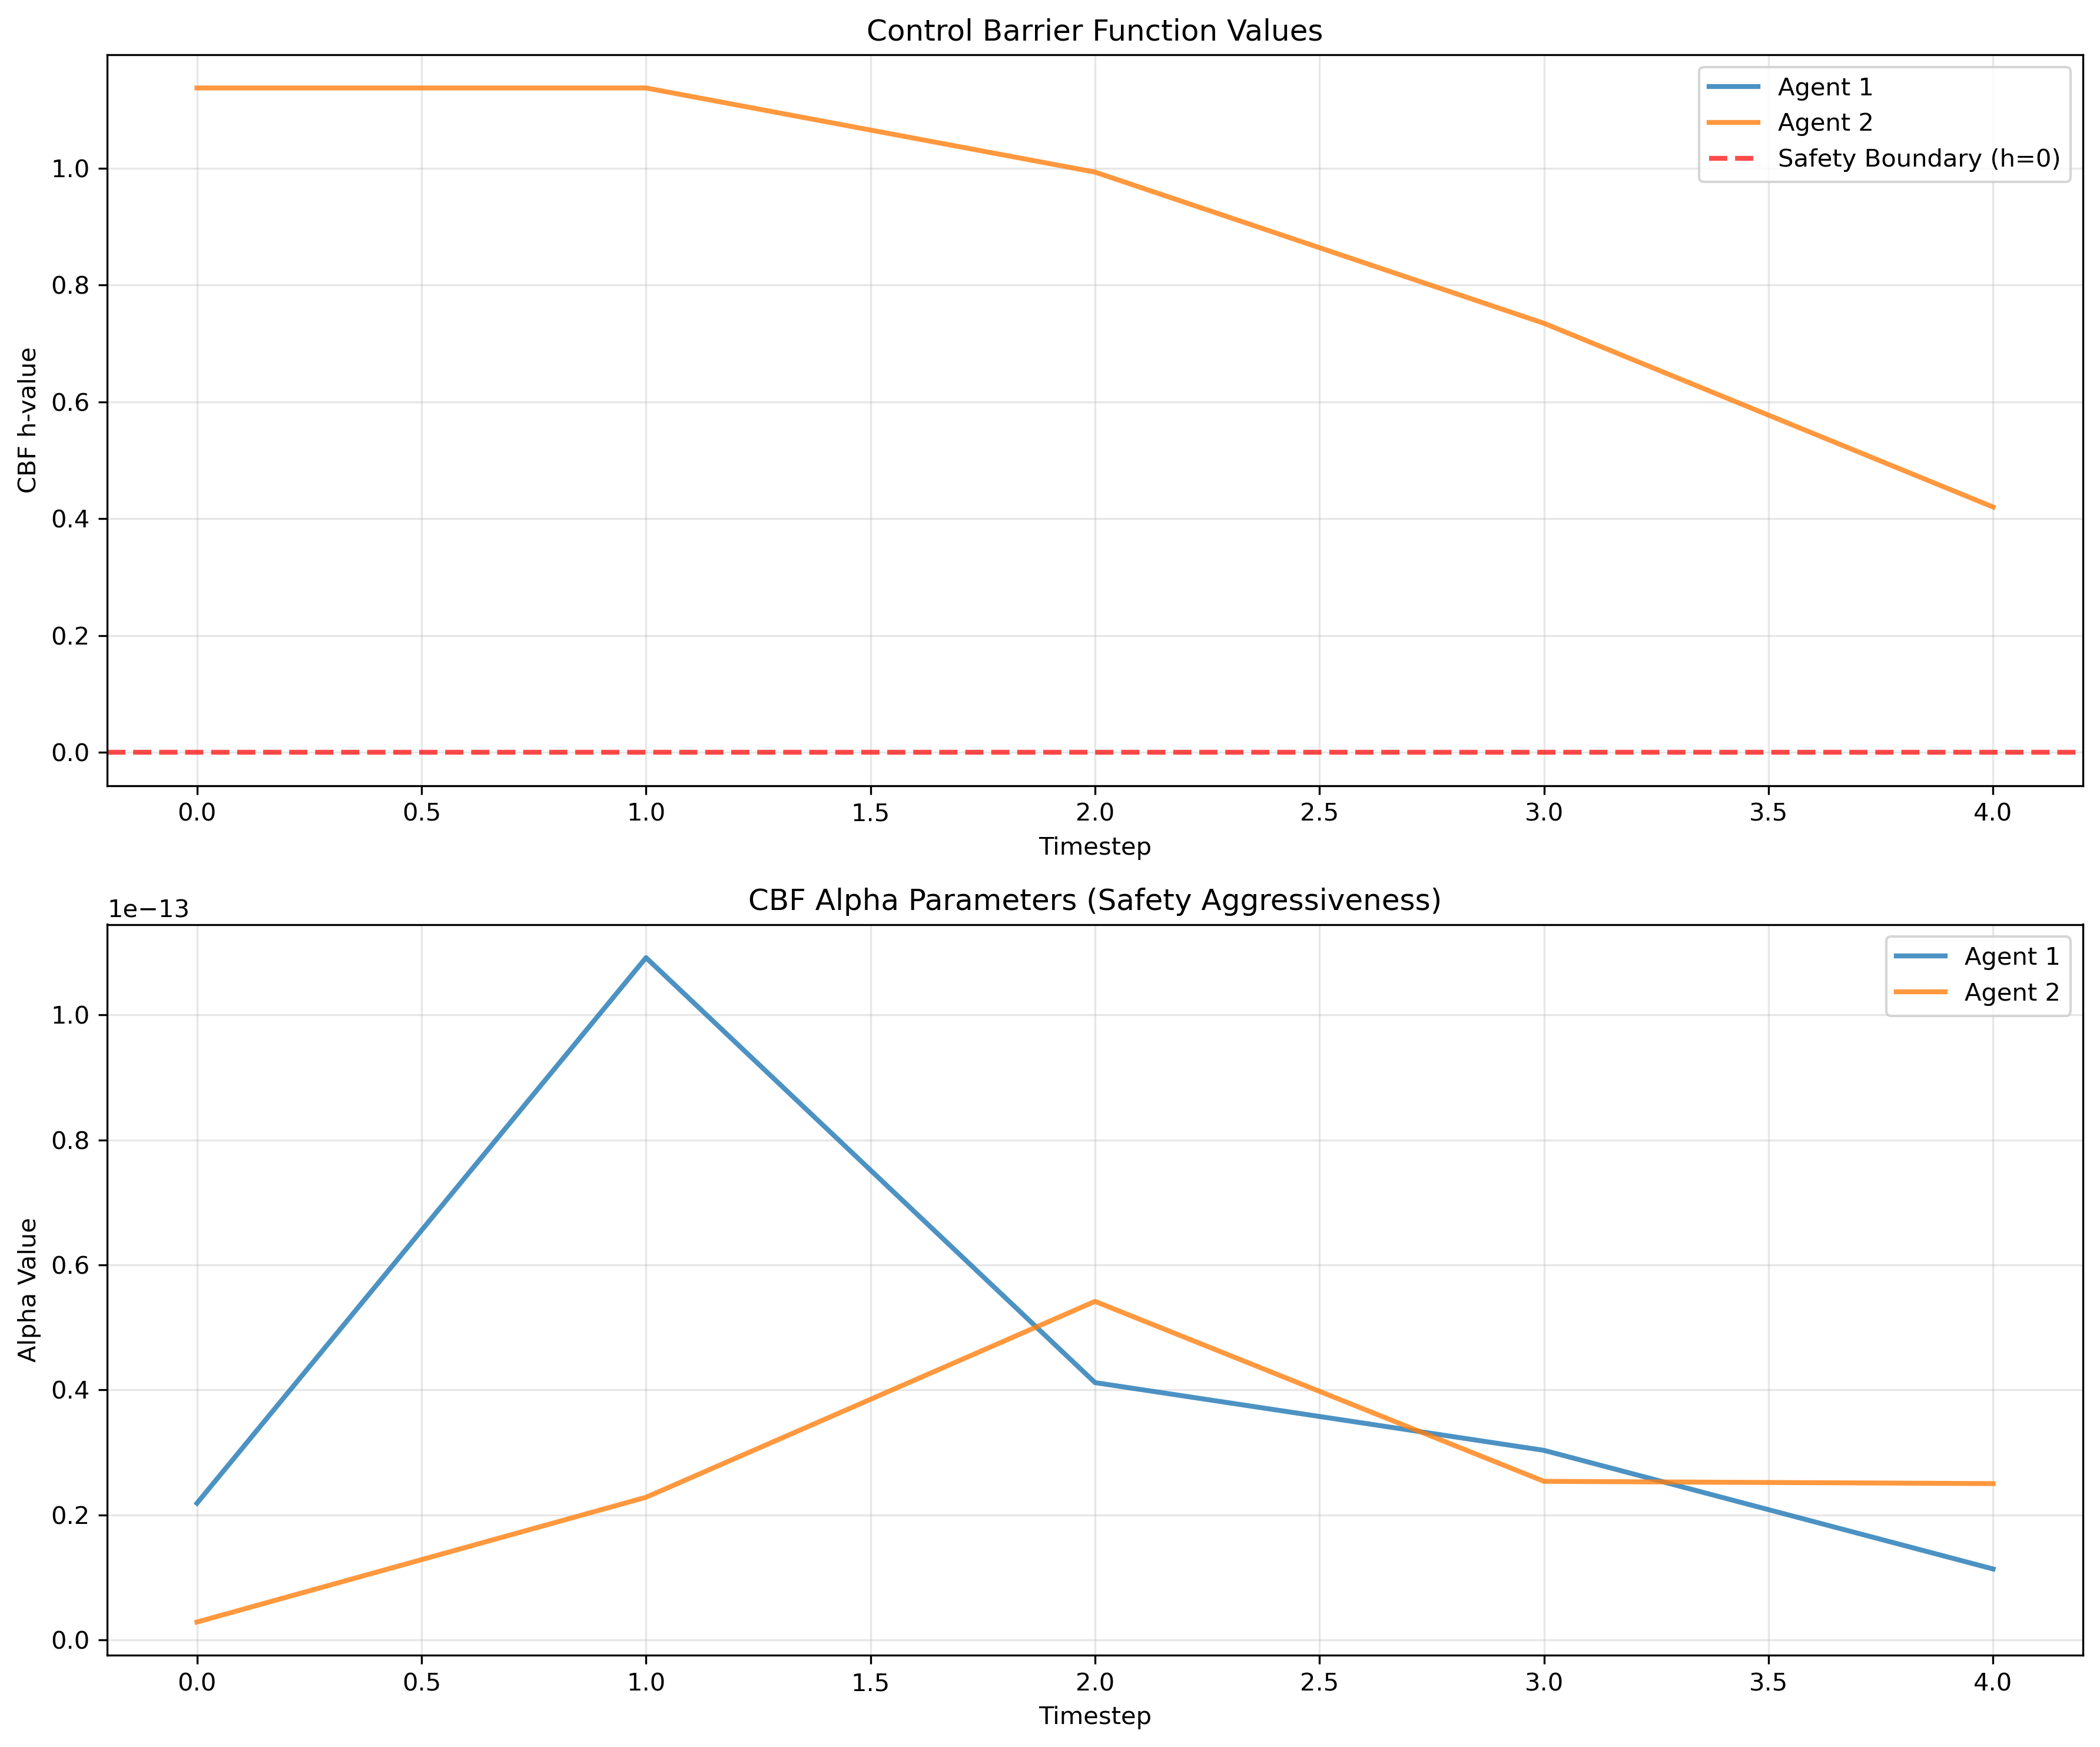 Control Barrier Function Values
Agent 1
Agent 2
Safety Boundary (h=0)
CBF h-value
1.0
0.8
0.6
0.4
0.2
0.0
0.0 0.5 1.0 1.5 2.0 2.5 3.0 3.5 4.0
Timestep
CBF Alpha Parameters (Safety Aggressiveness)
1e−13
Agent 1
Agent 2
Alpha Value
1.0
0.8
0.6
0.4
0.2
0.0
0.0 0.5 1.0 1.5 2.0 2.5 3.0 3.5 4.0
Timestep